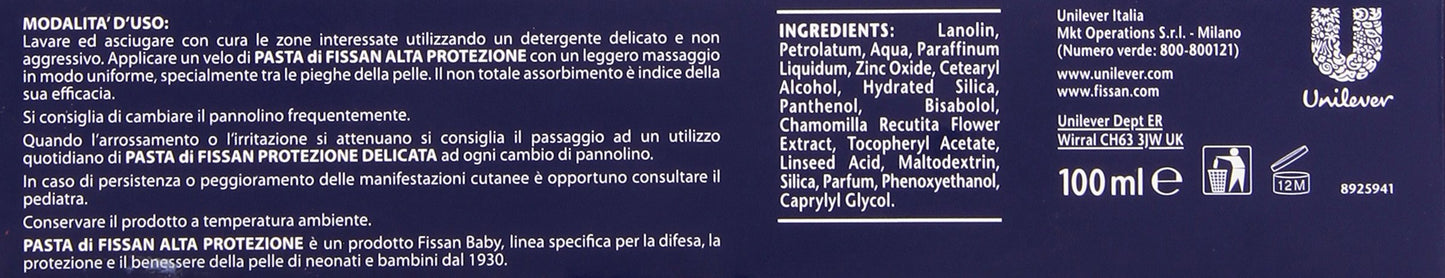 MODALITA' D'USO:
Lavare ed asciugare con cura le zone interessate utilizzando un detergente delicato e non
aggressivo. Applicare un velo di PASTA di FISSAN ALTA PROTEZIONE con un leggero massaggio
in modo uniforme, specialmente tra le pieghe della pelle. Il non totale assorbimento è indice della
sua efficacia.
Si consiglia di cambiare il pannolino frequentemente.
Quando l'arrossamento o l'irritazione si attenuano si consiglia il passaggio ad un utilizzo
quotidiano di PASTA di FISSAN PROTEZIONE DELICATA ad ogni cambio di pannolino.
In caso di persistenza o peggioramento delle manifestazioni cutanee è opportuno consultare il
pediatra.
Conservare il prodotto a temperatura ambiente.
PASTA di FISSAN ALTA PROTEZIONE è un prodotto Fissan Baby, linea specifica per la difesa, la
protezione e il benessere della pelle di neonati e bambini dal 1930.
INGREDIENTS: Lanolin,
Petrolatum, Aqua, Paraffinum
Liquidum, Zinc Oxide, Cetearyl
Alcohol, Hydrated Silica,
Panthenol, Bisabolol,
Chamomilla Recutita Flower
Extract, Tocopheryl Acetate,
Linseed Acid, Maltodextrin,
Silica, Parfum, Phenoxyethanol,
Caprylyl Glycol.
Unilever Italia
Mkt Operations S.r.l. - Milano
(Numero verde: 800-800121)
www.unilever.com
www.fissan.com
Unilever Dept ER
Wirral CH63 3JW UK
100 ml e
12M
Unilever
8925941